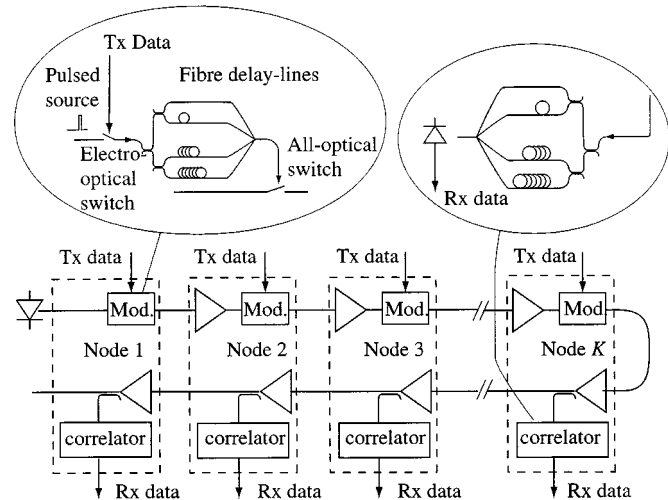 Tx Data
Pulsed
source
Fibre delay-lines
Electro-
optical
switch
All-optical
switch
Rx data
Tx data
Tx data
Tx data
Tx data
Mod.
Mod.
Mod.
Mod.
Node 1
Node 2
Node 3
Node K
correlator
correlator
correlator
correlator
Rx data
Rx data
Rx data
Rx data